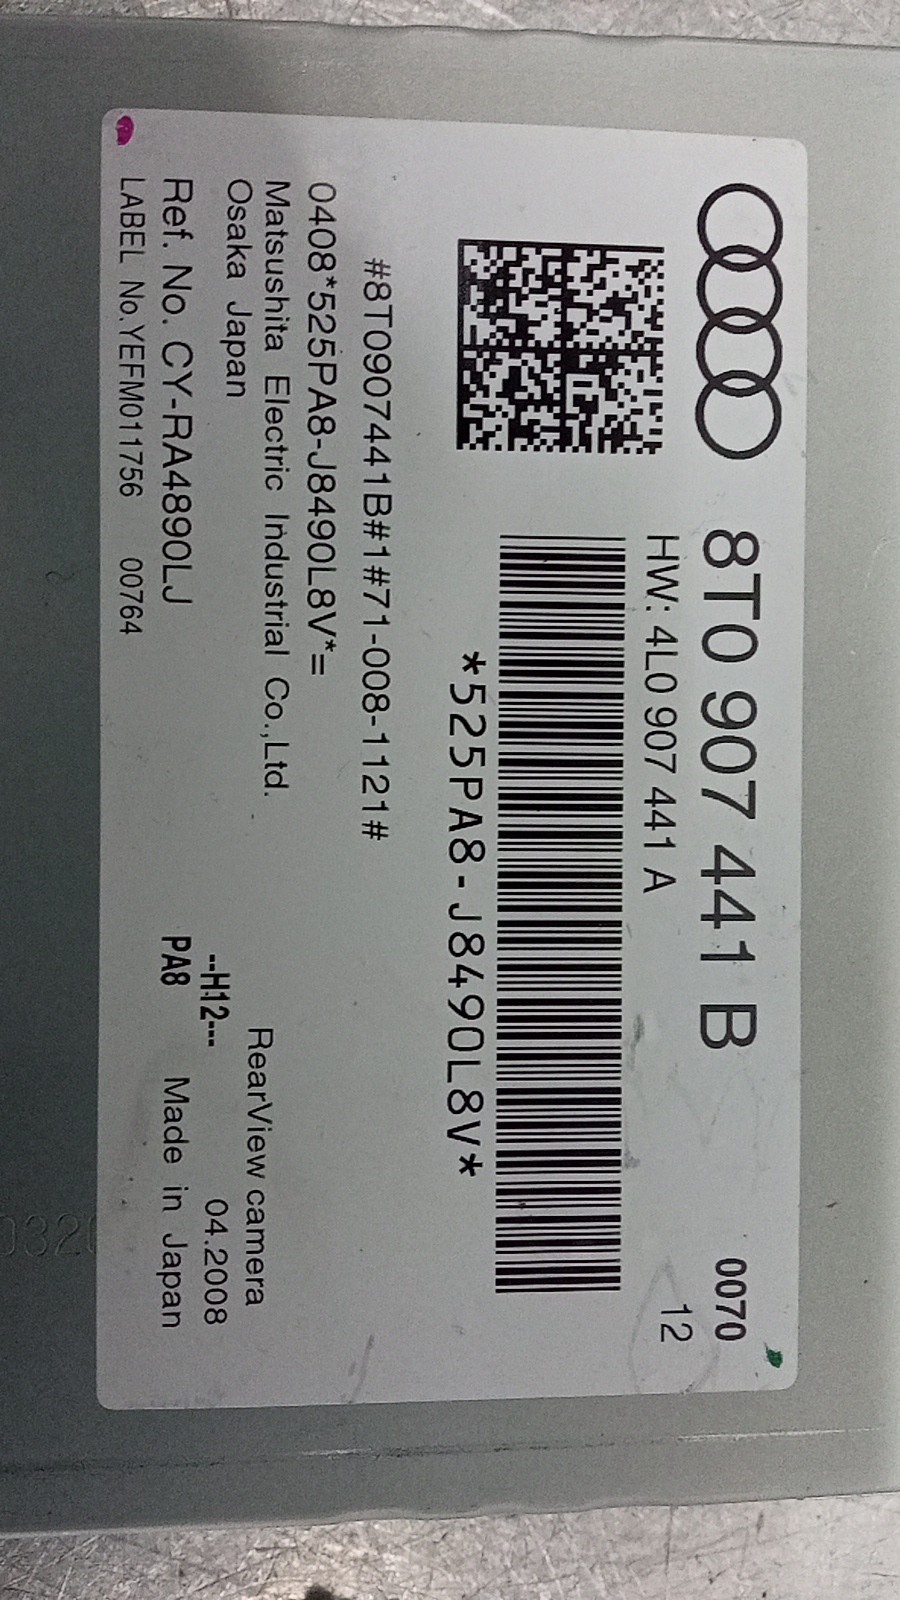 8T0 907 441 B 0070
HW: 4L0 907 441 A 12
*525PA8-J8490L8V*
#8T0907441B#1#71-008-1121#
0408*525PA8-J8490L8V*=
Matsushita Electric Industrial Co.,Ltd.
Osaka Japan
RearView camera
--H12--- 04.2008
Ref. No. CY-RA4890LJ PA8 Made in Japan
LABEL No.YEFM011756 00764